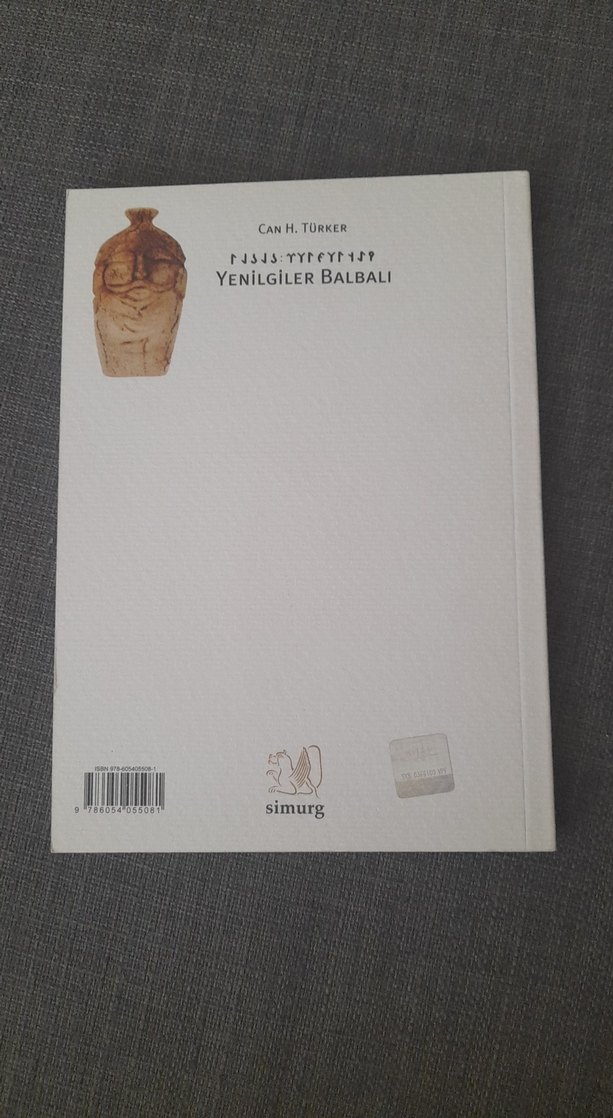 Can H. Türker
Yenilgiler Balbalı
ISBN 978-605405508-1
9 786054 055081
simurg